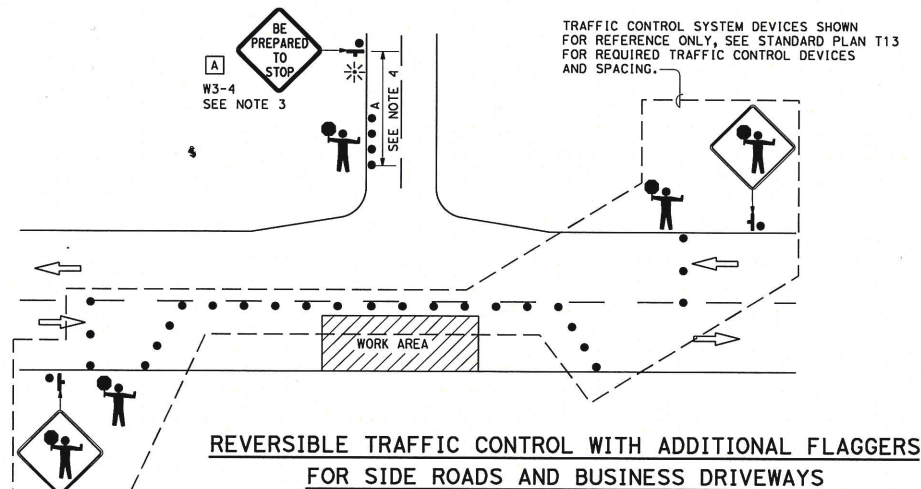 BE
PREPARED
TO
STOP
A
W3-4
SEE NOTE 3
A
SEE NOTE 4
TRAFFIC CONTROL SYSTEM DEVICES SHOWN
FOR REFERENCE ONLY, SEE STANDARD PLAN T13
FOR REQUIRED TRAFFIC CONTROL DEVICES
AND SPACING.
WORK AREA
REVERSIBLE TRAFFIC CONTROL WITH ADDITIONAL FLAGGERS
FOR SIDE ROADS AND BUSINESS DRIVEWAYS